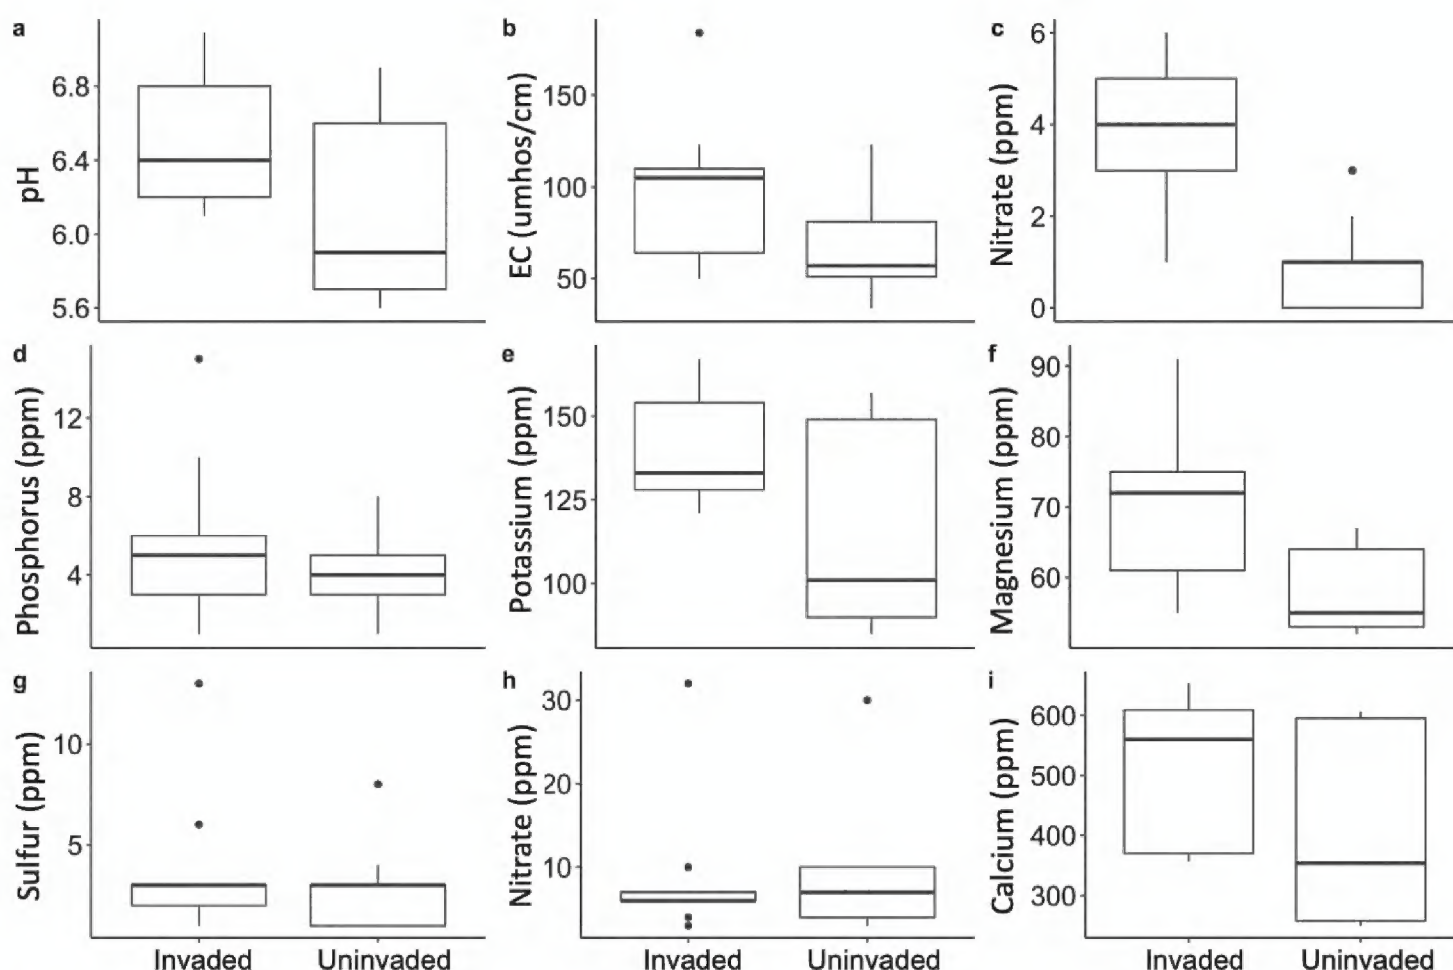 a
pH
6.8
6.4
6.0
5.6
b
EC (umhos/cm)
150
100
50
c
Nitrate (ppm)
6
4
2
0
d
Phosphorus (ppm)
12
8
4
e
Potassium (ppm)
150
125
100
f
Magnesium (ppm)
90
80
70
60
g
Sulfur (ppm)
10
5
Invaded Uninvaded
h
Nitrate (ppm)
30
20
10
Invaded Uninvaded
i
Calcium (ppm)
600
500
400
300
Invaded Uninvaded